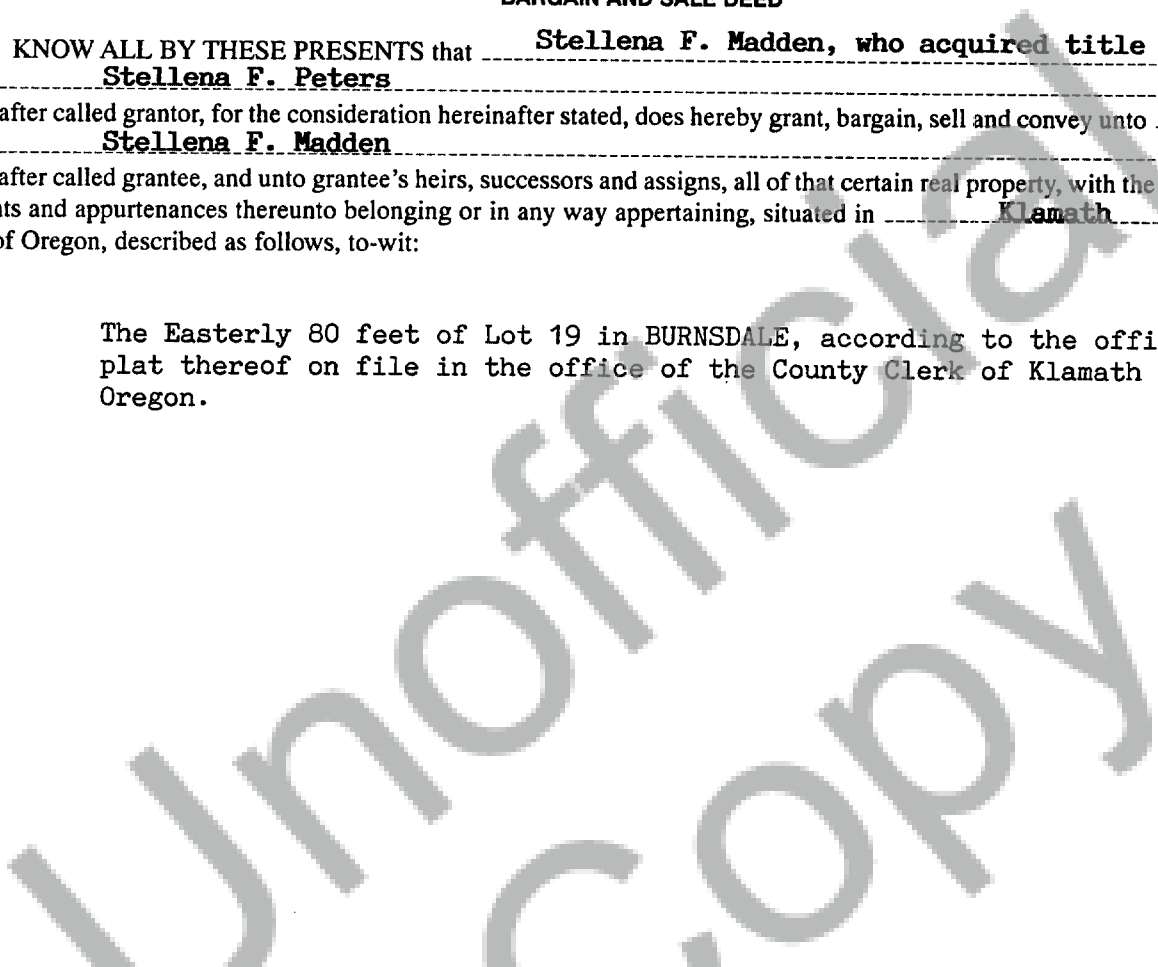 BARGAIN AND SALE DEED
KNOW ALL BY THESE PRESENTS that Stellena F. Madden, who acquired title
Stellena F. Peters
after called grantor, for the consideration hereinafter stated, does hereby grant, bargain, sell and convey unto
Stellena F. Madden
after called grantee, and unto grantee's heirs, successors and assigns, all of that certain real property, with the
nts and appurtenances thereunto belonging or in any way appertaining, situated in Klamath
of Oregon, described as follows, to-wit:
The Easterly 80 feet of Lot 19 in BURNSDALE, according to the offi
plat thereof on file in the office of the County Clerk of Klamath
Oregon.
Unofficial
Copy